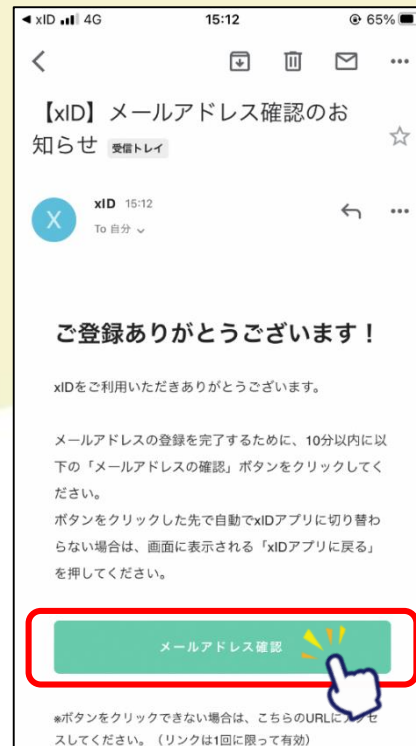 ◀ xID 4G 15:12 65%
【xID】メールアドレス確認のお
知らせ 受信トレイ
X
xID 15:12
To 自分
ご登録ありがとうございます！
xIDをご利用いただきありがとうございます。
メールアドレスの登録を完了するために、10分以内に以
下の「メールアドレスの確認」ボタンをクリックしてく
ださい。
ボタンをクリックした先で自動でxIDアプリに切り替わ
らない場合は、画面に表示される「xIDアプリに戻る」
を押してください。
メールアドレス確認
※ボタンをクリックできない場合は、こちらのURLにアクセ
スしてください。（リンクは1回に限って有効）